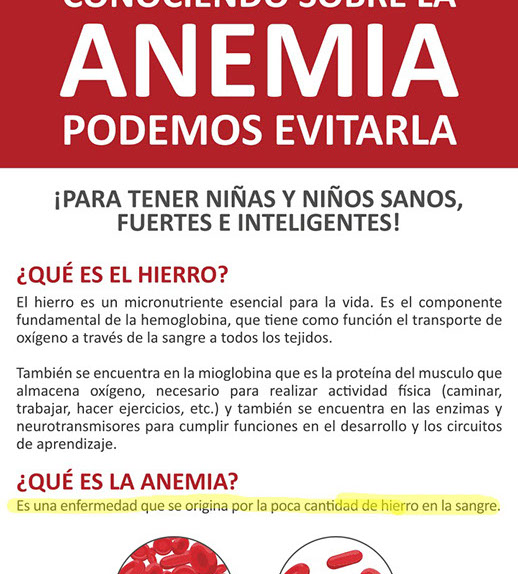 CONOCIENDO SOBRE LA
ANEMIA
PODEMOS EVITARLA
¡PARA TENER NIÑAS Y NIÑOS SANOS,
FUERTES E INTELIGENTES!
¿QUÉ ES EL HIERRO?
El hierro es un micronutriente esencial para la vida. Es el componente
fundamental de la hemoglobina, que tiene como función el transporte de
oxígeno a través de la sangre a todos los tejidos.
También se encuentra en la mioglobina que es la proteína del musculo que
almacena oxígeno, necesario para realizar actividad física (caminar,
trabajar, hacer ejercicios, etc.) y también se encuentra en las enzimas y
neurotransmisores para cumplir funciones en el desarrollo y los circuitos
de aprendizaje.
¿QUÉ ES LA ANEMIA?
Es una enfermedad que se origina por la poca cantidad de hierro en la sangre.